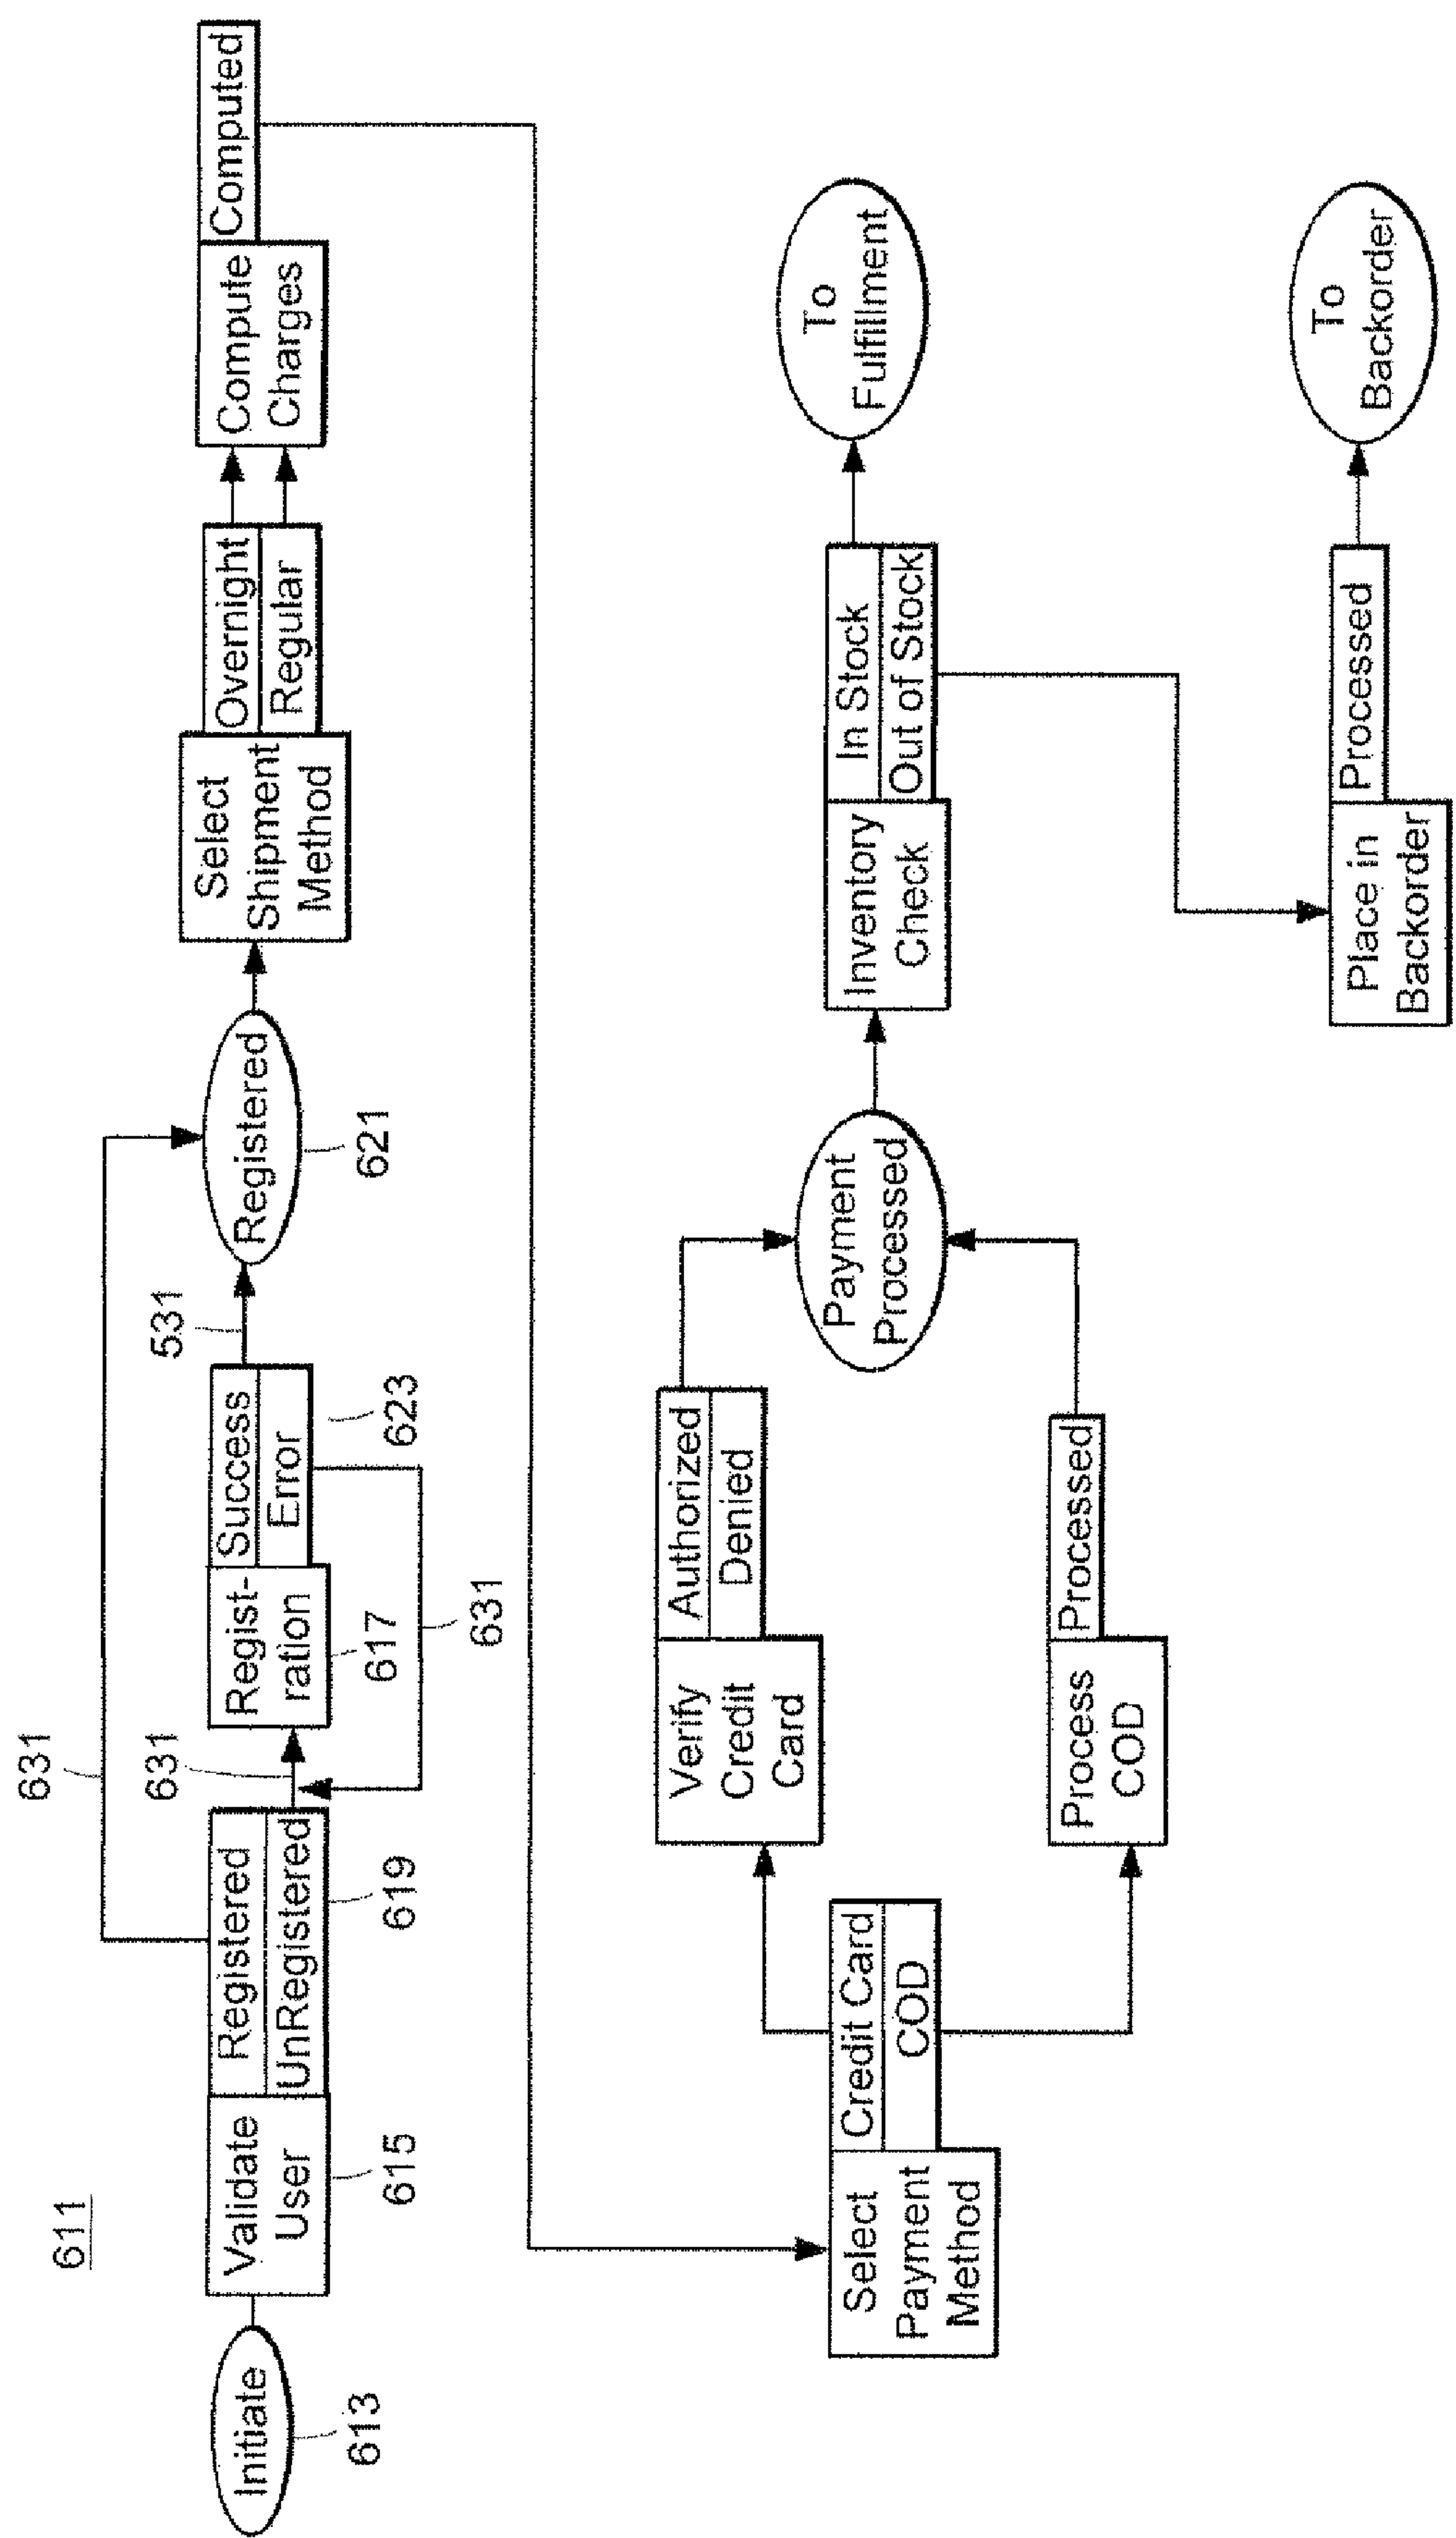 611
631
631
531
Initiate
613
Validate
User
615
Registered
UnRegistered
619
Regist-
ration
617
631
Success
Error
623
Registered
621
Select
Shipment
Method
Overnight
Regular
Compute
Charges
Computed
Select
Payment
Method
Credit Card
COD
Verify
Credit
Card
Authorized
Denied
Process
COD
Processed
Payment
Processed
Inventory
Check
In Stock
Out of Stock
To
Fulfillment
Place in
Backorder
Processed
To
Backorder